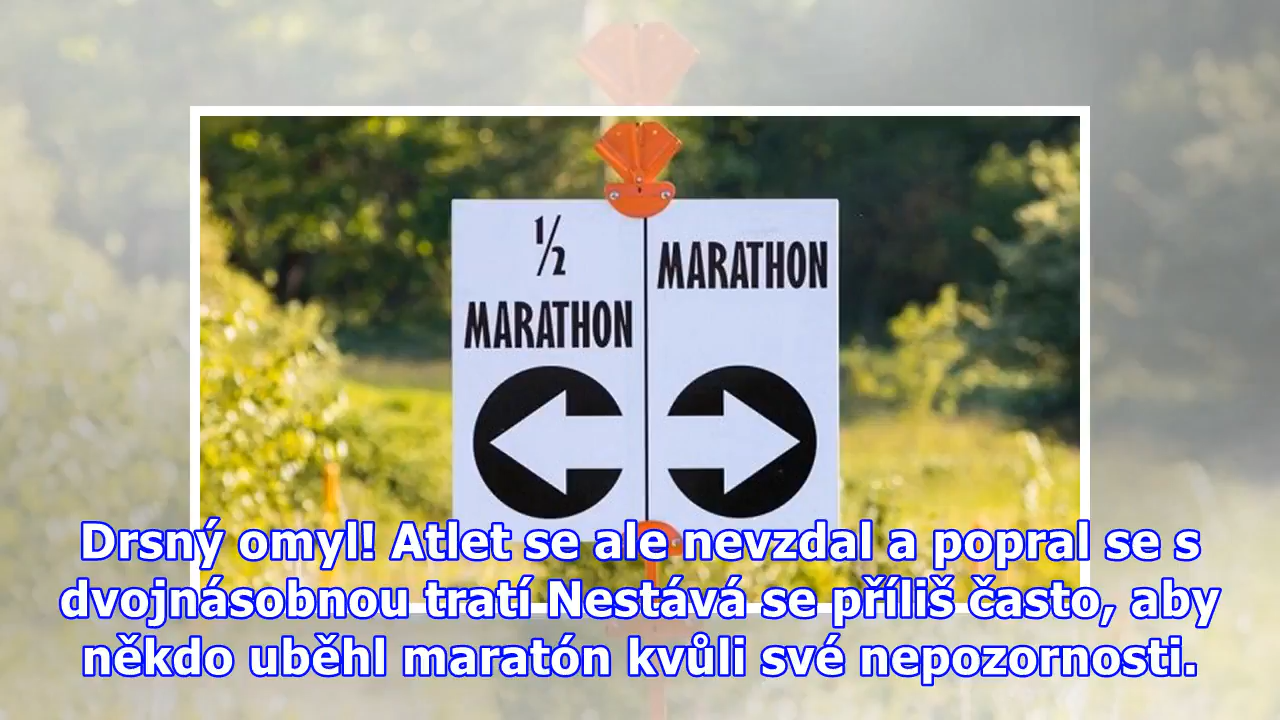 ½
MARATHON
MARATHON
Drsný omyl! Atlet se ale nevzdal a popral se s
dvojnásobnou tratí Nestává se příliš často, aby
někdo uběhl maratón kvůli své nepozornosti.